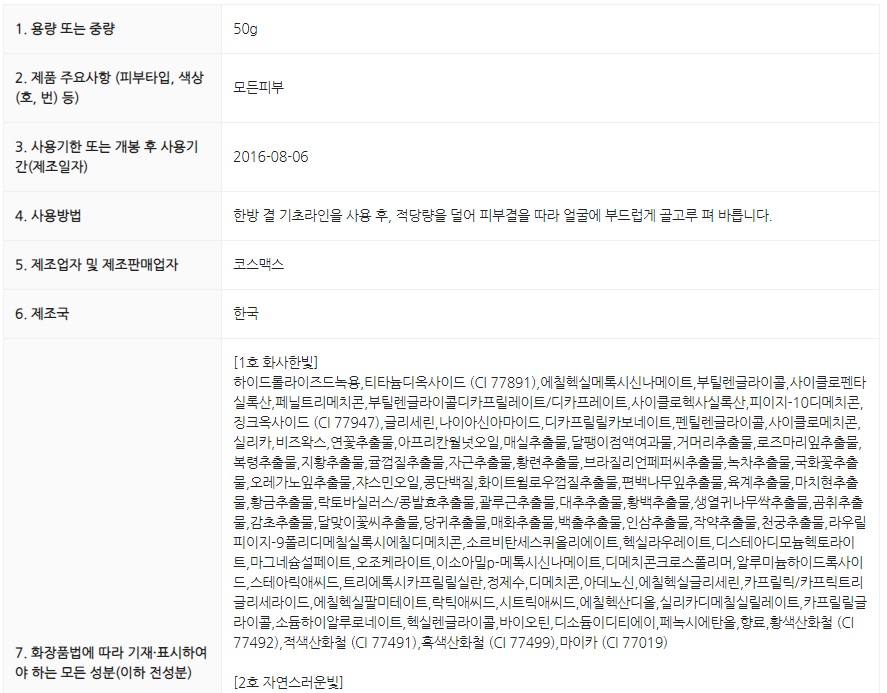 1. 용량 또는 중량
50g
2. 제품 주요사항 (피부타입, 색상
(호, 번) 등)
모든피부
3. 사용기한 또는 개봉 후 사용기
간(제조일자)
2016-08-06
4. 사용방법
한방 결 기초라인을 사용 후, 적당량을 덜어 피부결을 따라 얼굴에 부드럽게 골고루 펴 바릅니다.
5. 제조업자 및 제조판매업자
코스맥스
6. 제조국
한국
7. 화장품법에 따라 기재·표시하여
야 하는 모든 성분(이하 전성분)
[1호 화사한빛]
하이드롤라이즈드녹용,티타늄디옥사이드 (CI 77891),에칠헥실메톡시신나메이트,부틸렌글라이콜,사이클로펜타
실록산,페닐트리메치콘,부틸렌글라이콜디카프릴레이트/디카프레이트,사이클로헥사실록산,피이지-10디메치콘,
징크옥사이드 (CI 77947),글리세린,나이아신아마이드,디카프릴릴카보네이트,펜틸렌글라이콜,사이클로메치콘,
실리카,비즈왁스,연꽃추출물,아프리칸월넛오일,매실추출물,달팽이점액여과물,거머리추출물,로즈마리잎추출물,
복령추출물,지황추출물,귤껍질추출물,자근추출물,황련추출물,브라질리언페퍼씨추출물,녹차추출물,국화꽃추출
물,오레가노잎추출물,쟈스민오일,콩단백질,화이트윌로우껍질추출물,편백나무잎추출물,육계추출물,마치현추출
물,황금추출물,락토바실러스/콩발효추출물,괄루근추출물,대추추출물,황백추출물,생열귀나무싹추출물,곰취추출
물,감초추출물,달맞이꽃씨추출물,당귀추출물,매화추출물,백출추출물,인삼추출물,작약추출물,천궁추출물,라우릴
피이지-9폴리디메칠실록시에칠디메치콘,소르비탄세스퀴올리에이트,헥실라우레이트,디스테아디모늄헥토라이
트,마그네슘설페이트,오조케라이트,이소아밀p-메톡시신나메이트,디메치콘크로스폴리머,알루미늄하이드록사이
드,스테아릭애씨드,트리에톡시카프릴릴실란,정제수,디메치콘,아데노신,에칠헥실글리세린,카프릴릭/카프릭트리
글리세라이드,에칠헥실팔미테이트,락틱애씨드,시트릭애씨드,에칠헥산디올,실리카디메칠실릴레이트,카프릴릴글
라이콜,소듐하이알루로네이트,헥실렌글라이콜,바이오틴,디소듐이디티에이,페녹시에탄올,향료,황색산화철 (CI
77492),적색산화철 (CI 77491),흑색산화철 (CI 77499),마이카 (CI 77019)
[2호 자연스러운빛]